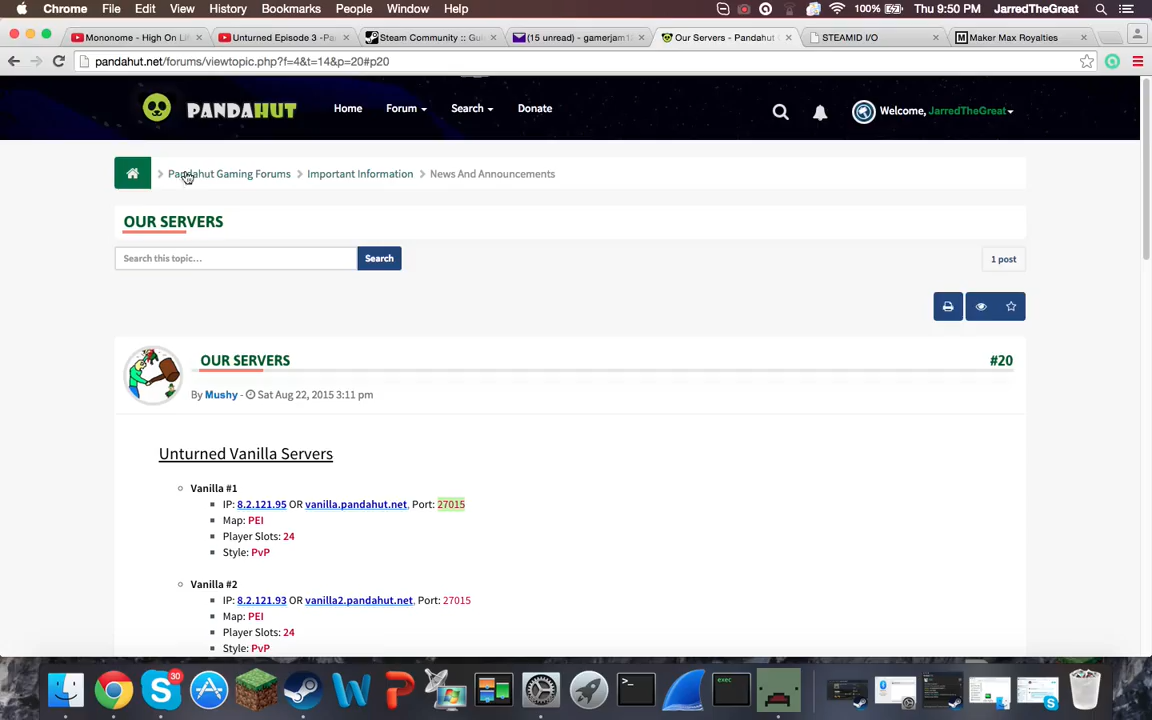 Chrome File Edit View History Bookmarks People Window Help 100% Thu 9:50 PM JarredTheGreat
Mononome - High On Li Unturned Episode 3 -Pa Steam Community :: Gu (15 unread) - gamerjam1 Our Servers - Pandahut STEAMID I/O Maker Max Royalties
pandahut.net/forums/viewtopic.php?f=4&t=14&p=20#p20
PANDAHUT Home Forum Search Donate Welcome, JarredTheGreat
Pandahut Gaming Forums Important Information News And Announcements
OUR SERVERS
Search this topic... Search 1 post
OUR SERVERS #20
By Mushy - Sat Aug 22, 2015 3:11 pm
Unturned Vanilla Servers
Vanilla #1
IP: 8.2.121.95 OR vanilla.pandahut.net, Port: 27015
Map: PEI
Player Slots: 24
Style: PvP
Vanilla #2
IP: 8.2.121.93 OR vanilla2.pandahut.net, Port: 27015
Map: PEI
Player Slots: 24
Style: PvP
30
exec